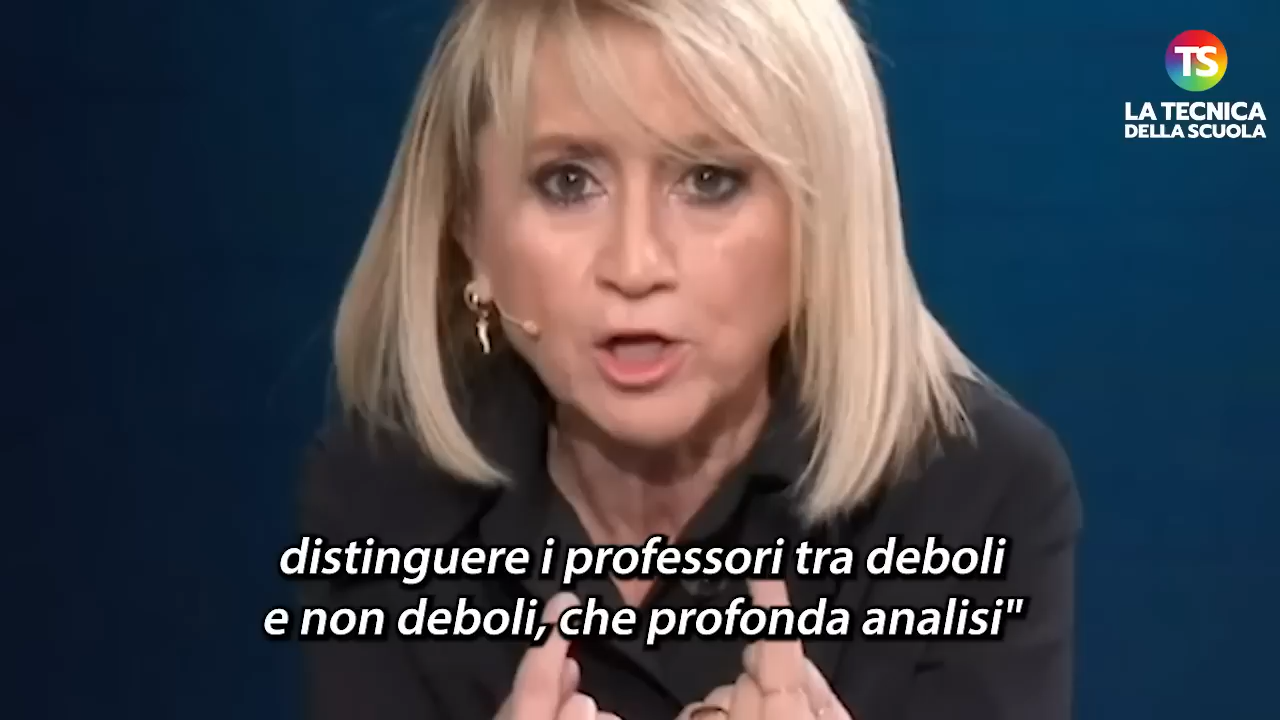 TS
LA TECNICA
DELLA SCUOLA
distinguere i professori tra deboli
e non deboli, che profonda analisi"